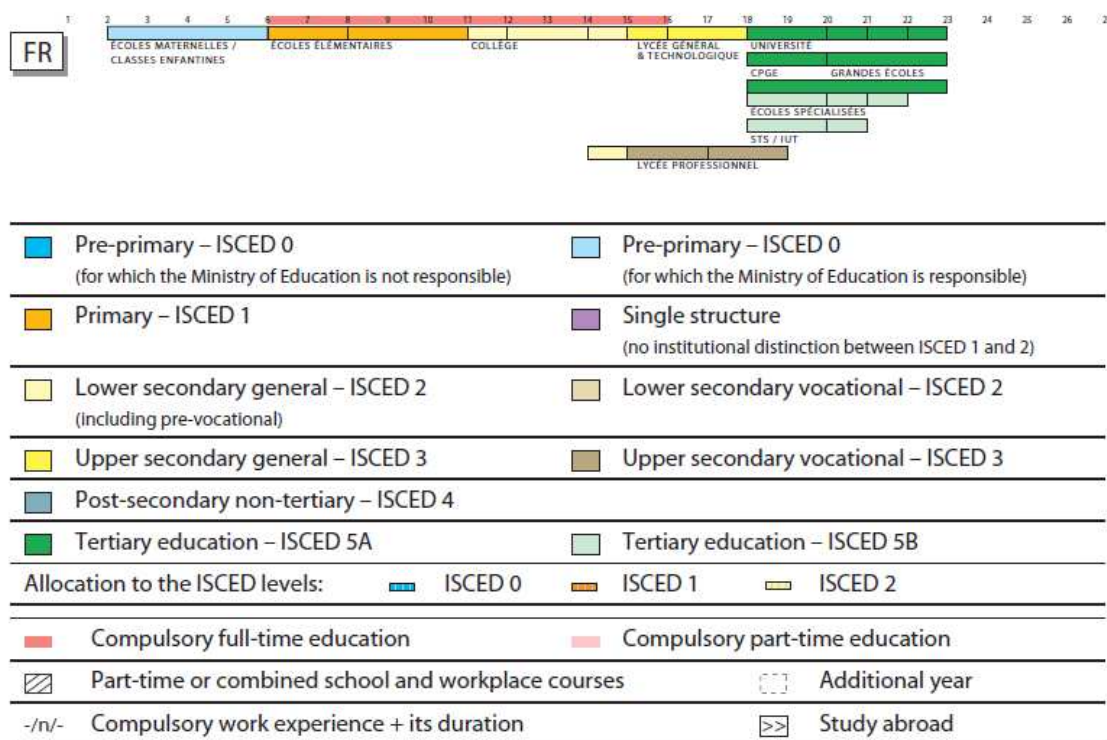 1 2 3 4 5 6 7 8 9 10 11 12 13 14 15 16 17 18 19 20 21 22 23 24 25 26 2
FR
ÉCOLES MATERNELLES /
CLASSES ENFANTINES
ÉCOLES ÉLÉMENTAIRES
COLLÈGE
LYCÉE GÉNÉRAL
& TECHNOLOGIQUE
UNIVERSITÉ
CPGE GRANDES ÉCOLES
ÉCOLES SPÉCIALISÉES
STS / IUT
LYCÉE PROFESSIONNEL
Pre-primary – ISCED 0
(for which the Ministry of Education is not responsible)
Pre-primary – ISCED 0
(for which the Ministry of Education is responsible)
Primary – ISCED 1
Single structure
(no institutional distinction between ISCED 1 and 2)
Lower secondary general – ISCED 2
(including pre-vocational)
Lower secondary vocational – ISCED 2
Upper secondary general – ISCED 3
Upper secondary vocational – ISCED 3
Post-secondary non-tertiary – ISCED 4
Tertiary education – ISCED 5A
Tertiary education – ISCED 5B
Allocation to the ISCED levels: ISCED 0 ISCED 1 ISCED 2
Compulsory full-time education
Compulsory part-time education
Part-time or combined school and workplace courses
Additional year
-/n/- Compulsory work experience + its duration
>> Study abroad